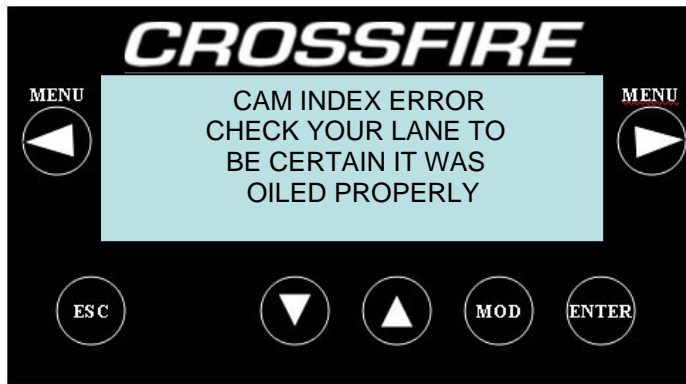 CROSSFIRE
MENU
MENU
CAM INDEX ERROR
CHECK YOUR LANE TO
BE CERTAIN IT WAS
OILED PROPERLY
ESC
MOD
ENTER